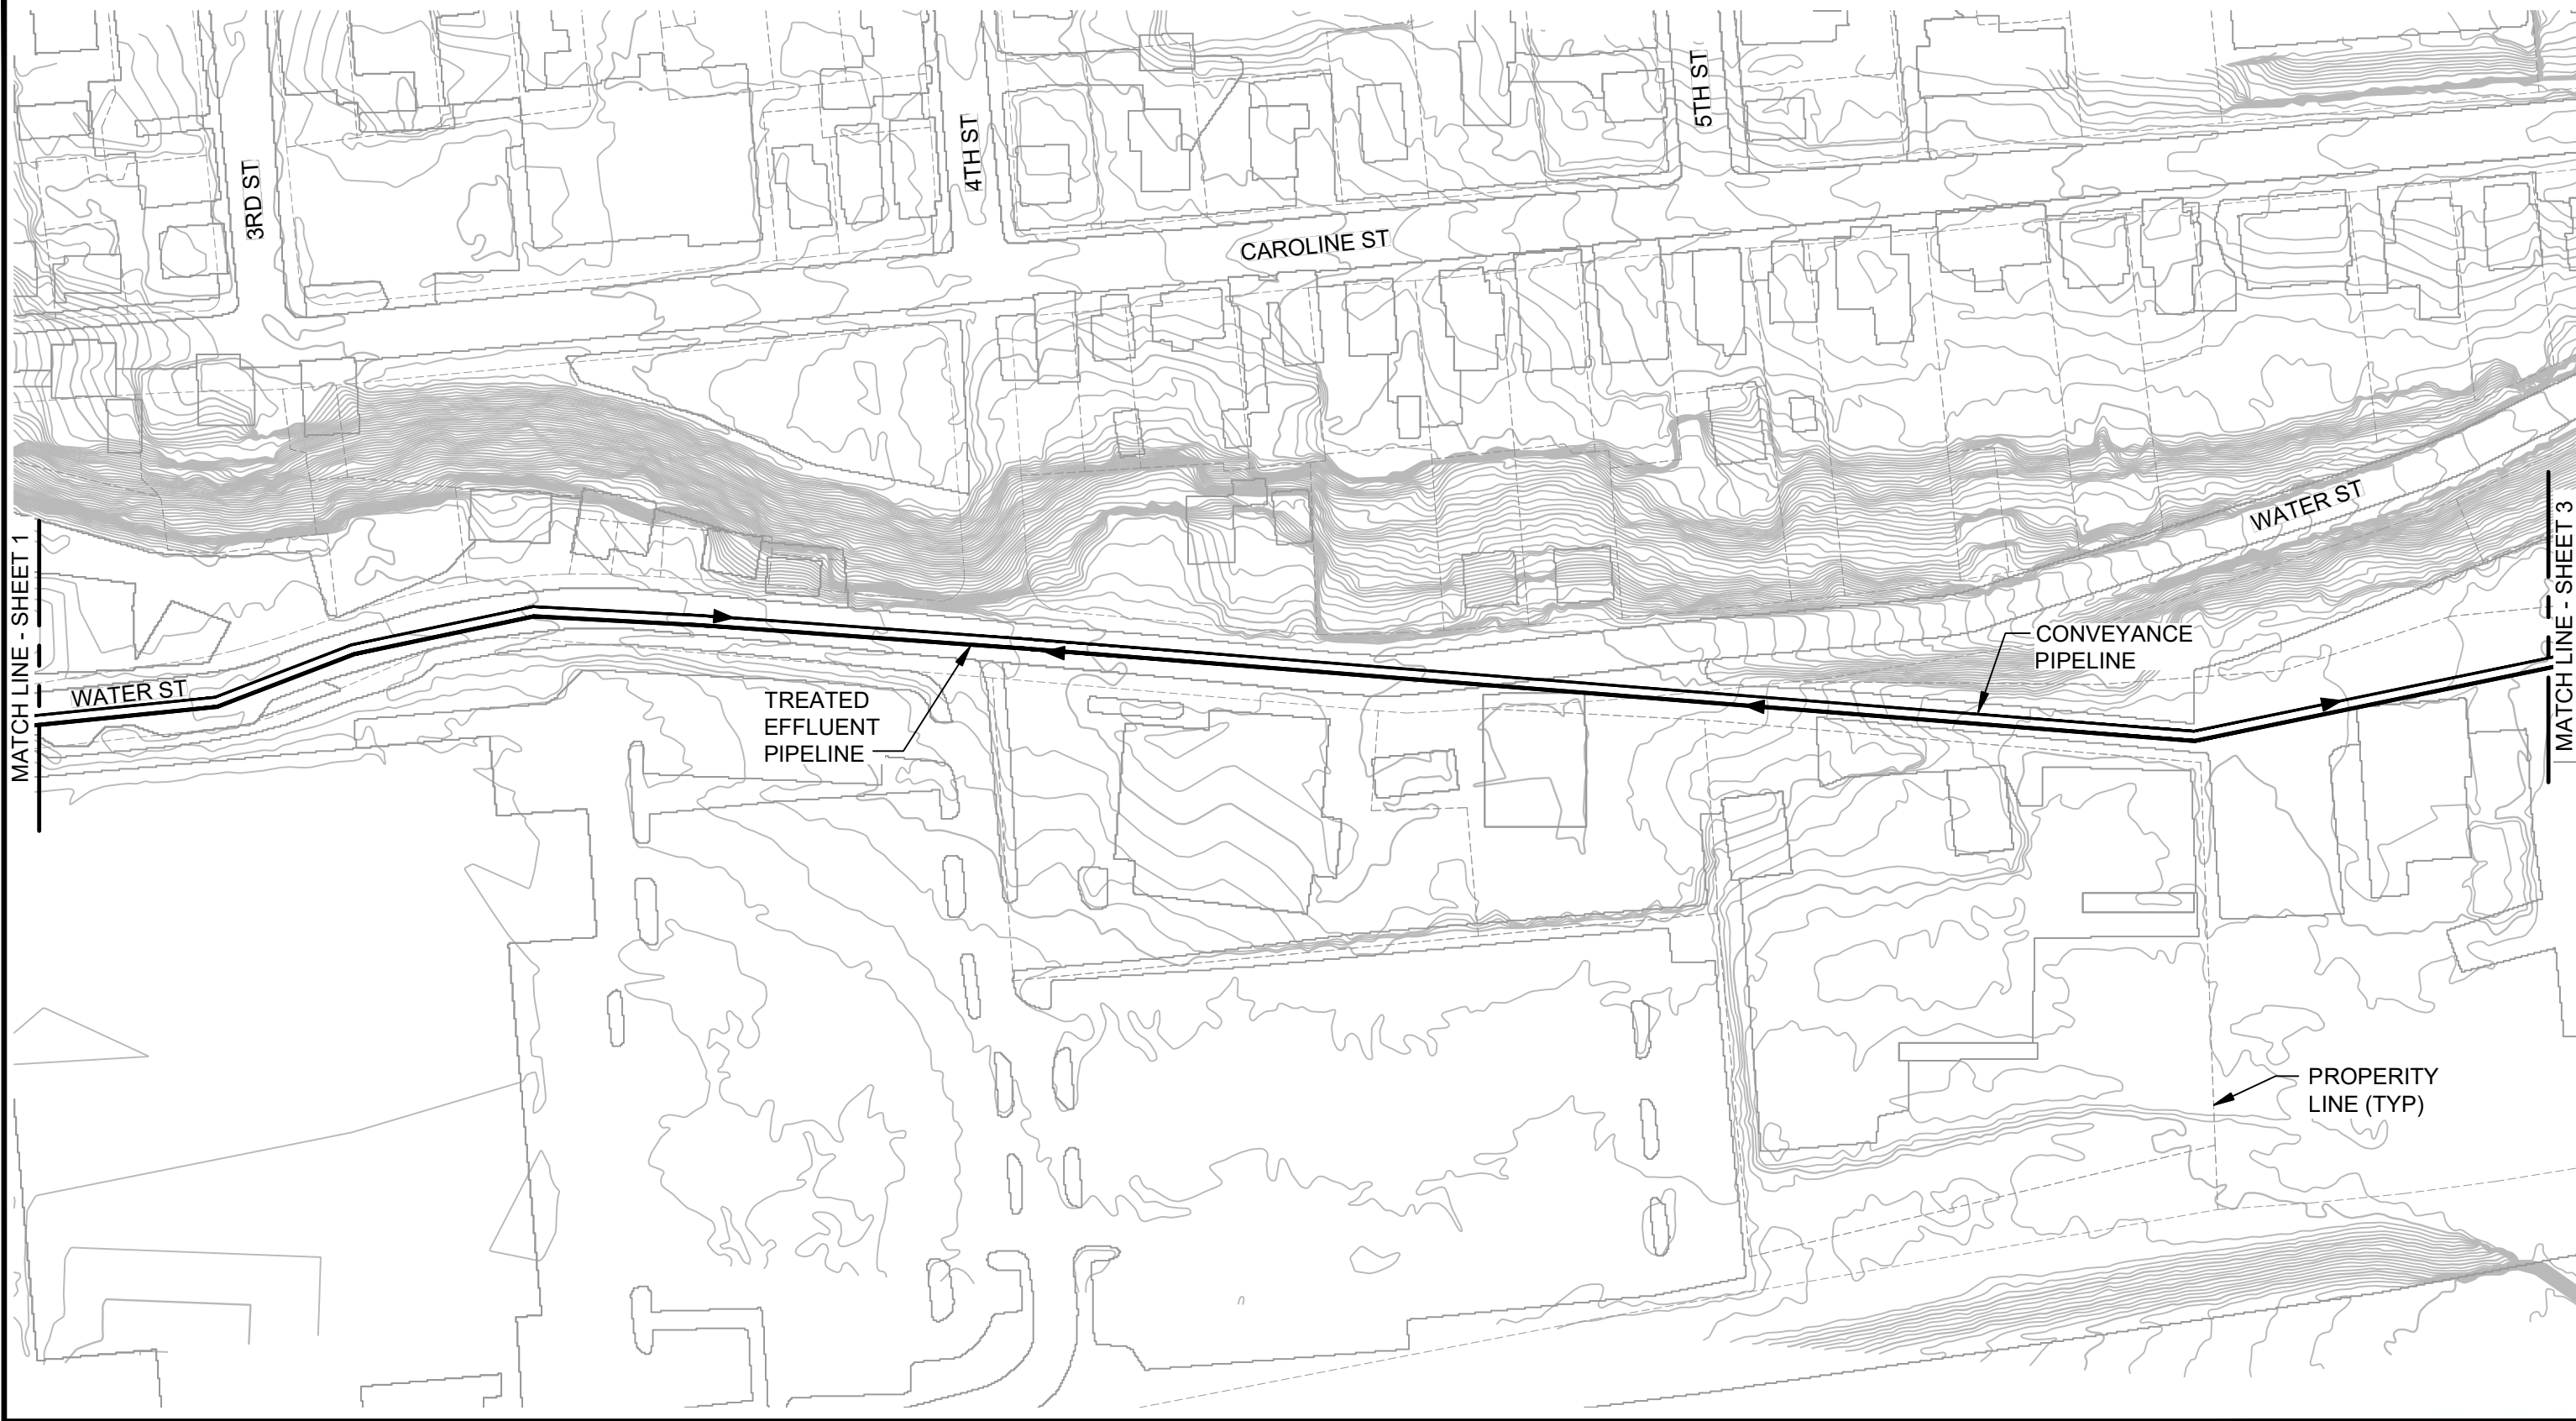 5TH ST
4TH ST
3RD ST
CAROLINE ST
WATER ST
MATCH LINE - SHEET 1
MATCH LINE - SHEET 3
CONVEYANCE
PIPELINE
WATER ST
TREATED
EFFLUENT
PIPELINE
PROPERITY
LINE (TYP)